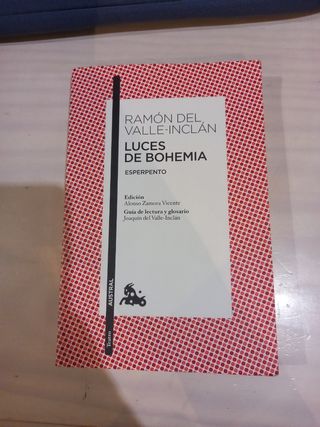 RAMÓN DEL
VALLE-INCLÁN
LUCES
DE BOHEMIA
ESPERPENTO
Edición
Alonso Zamora Vicente
Guía de lectura y glosario
Joaquín del Valle-Inclán
AUSTRAL
Teatro